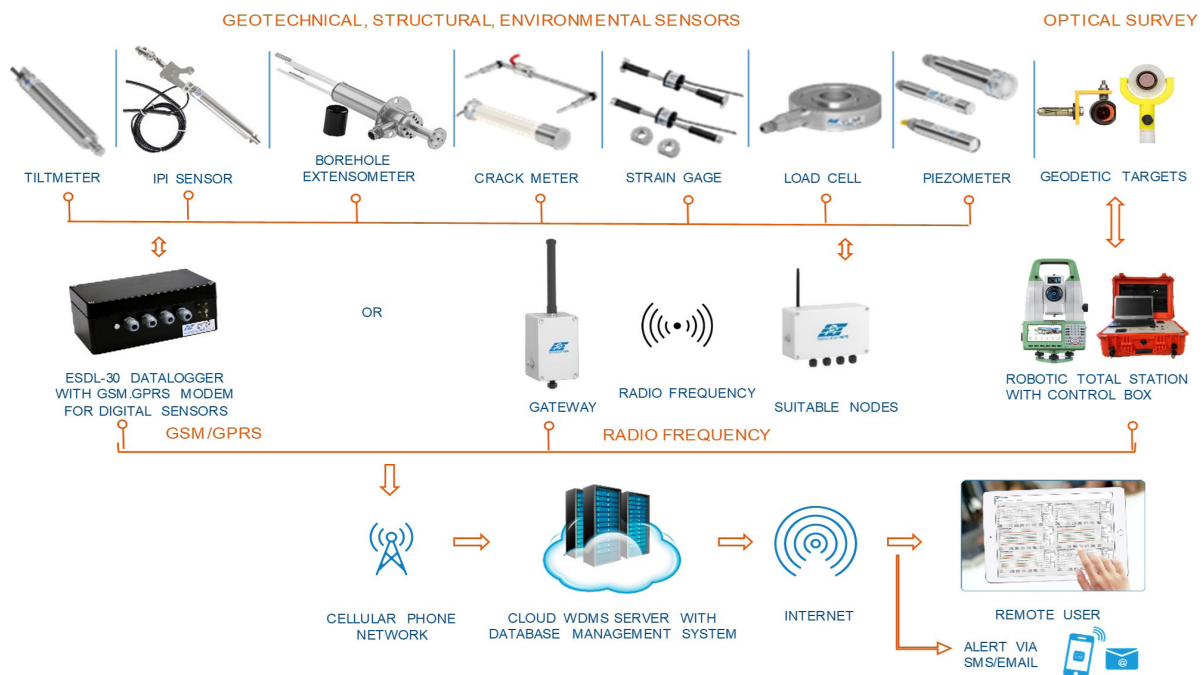 GEOTECHNICAL, STRUCTURAL, ENVIRONMENTAL SENSORS
OPTICAL SURVEY
TILTMETER
IPI SENSOR
BOREHOLE
EXTENSOMETER
CRACK METER
STRAIN GAGE
LOAD CELL
PIEZOMETER
GEODETIC TARGETS
OR
ESDL-30 DATALOGGER
WITH GSM.GPRS MODEM
FOR DIGITAL SENSORS
GATEWAY
RADIO FREQUENCY
SUITABLE NODES
ROBOTIC TOTAL STATION
WITH CONTROL BOX
GSM/GPRS
RADIO FREQUENCY
CELLULAR PHONE
NETWORK
CLOUD WDMS SERVER WITH
DATABASE MANAGEMENT SYSTEM
INTERNET
REMOTE USER
ALERT VIA
SMS/EMAIL
@